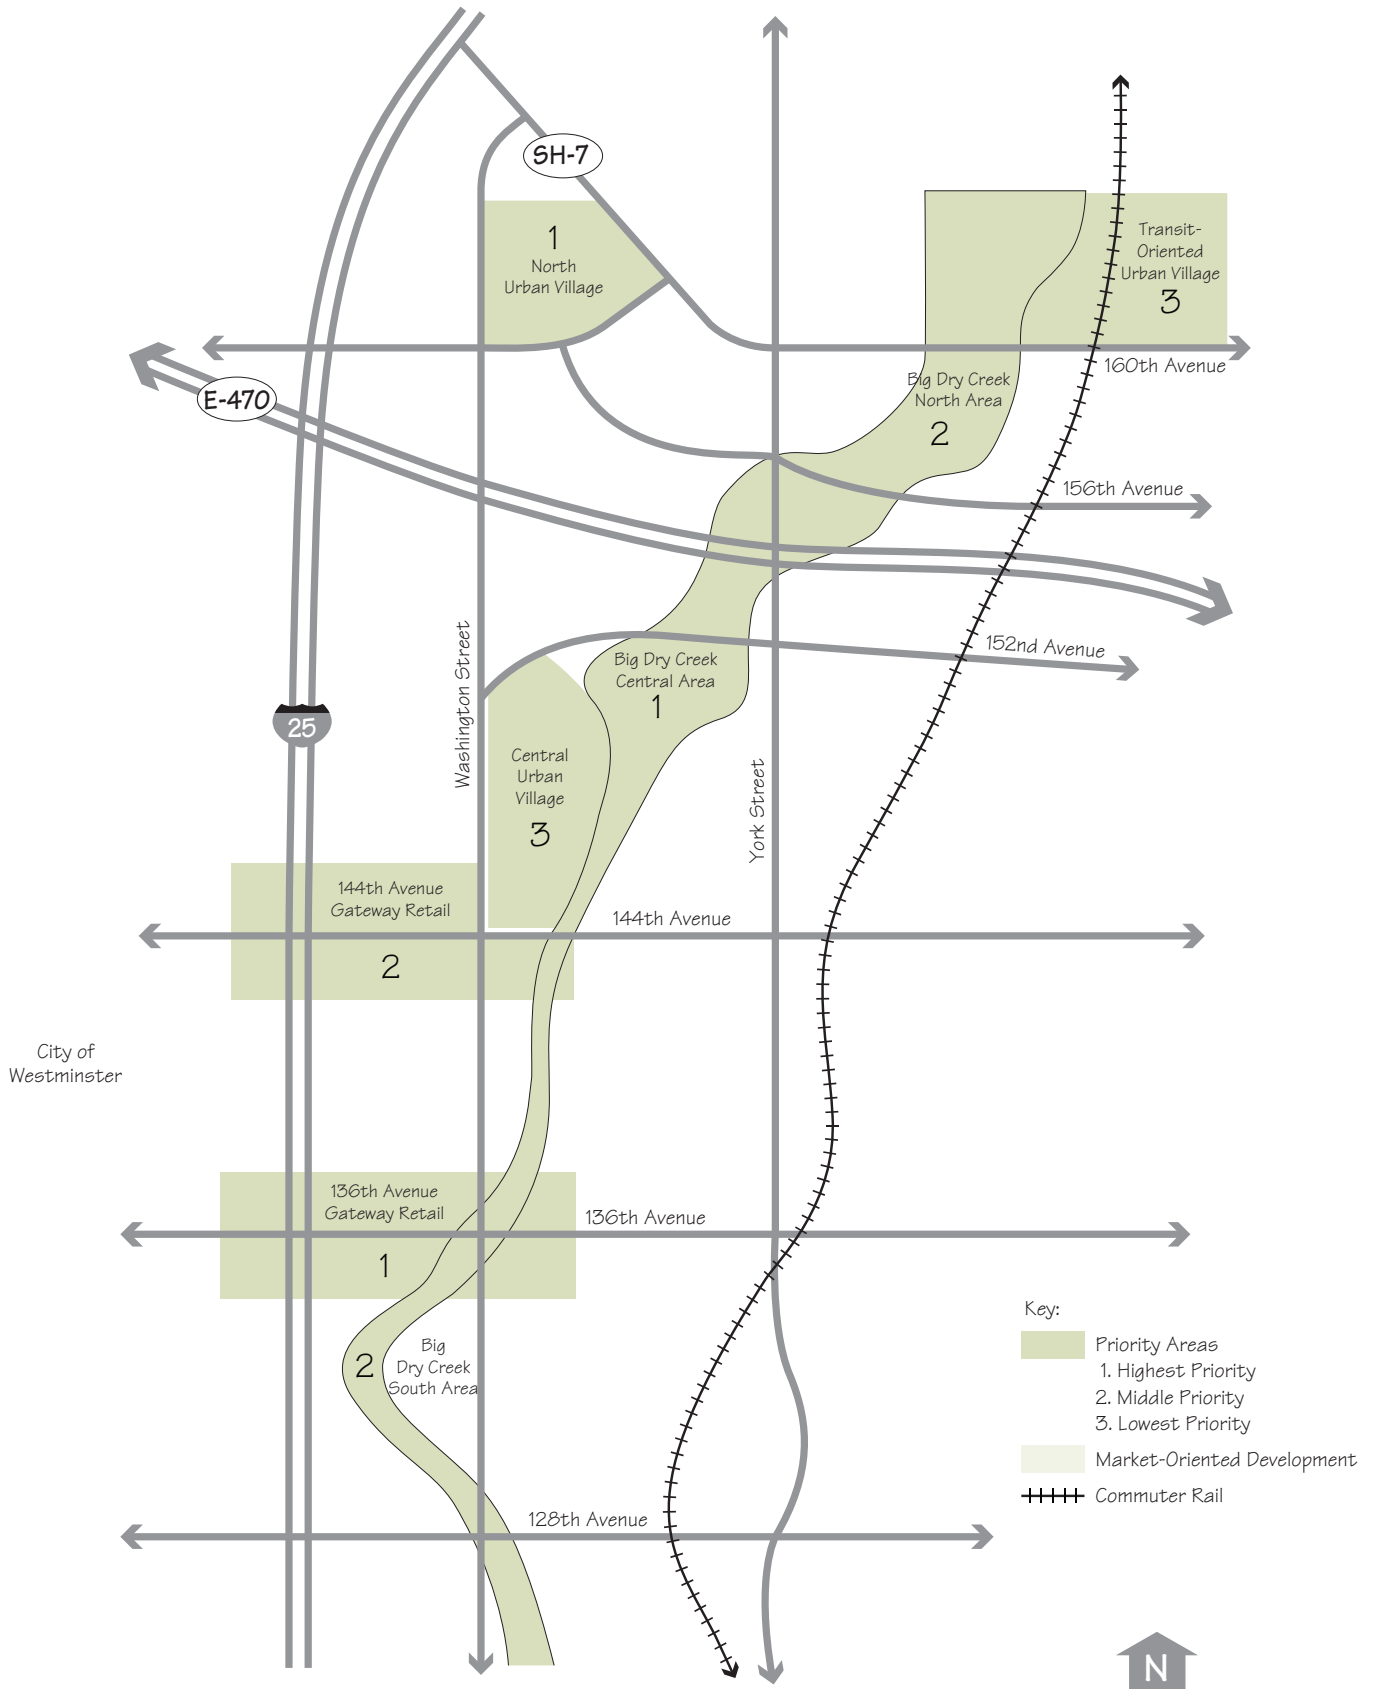 SH-7
1
North
Urban Village
Transit-
Oriented
Urban Village
3
160th Avenue
E-470
Big Dry Creek
North Area
2
156th Avenue
152nd Avenue
Washington Street
Big Dry Creek
Central Area
1
25
Central
Urban
Village
3
York Street
144th Avenue
Gateway Retail
2
144th Avenue
City of
Westminster
136th Avenue
Gateway Retail
1
136th Avenue
Big
Dry Creek
South Area
2
128th Avenue
Key:
Priority Areas
1. Highest Priority
2. Middle Priority
3. Lowest Priority
Market-Oriented Development
Commuter Rail
N